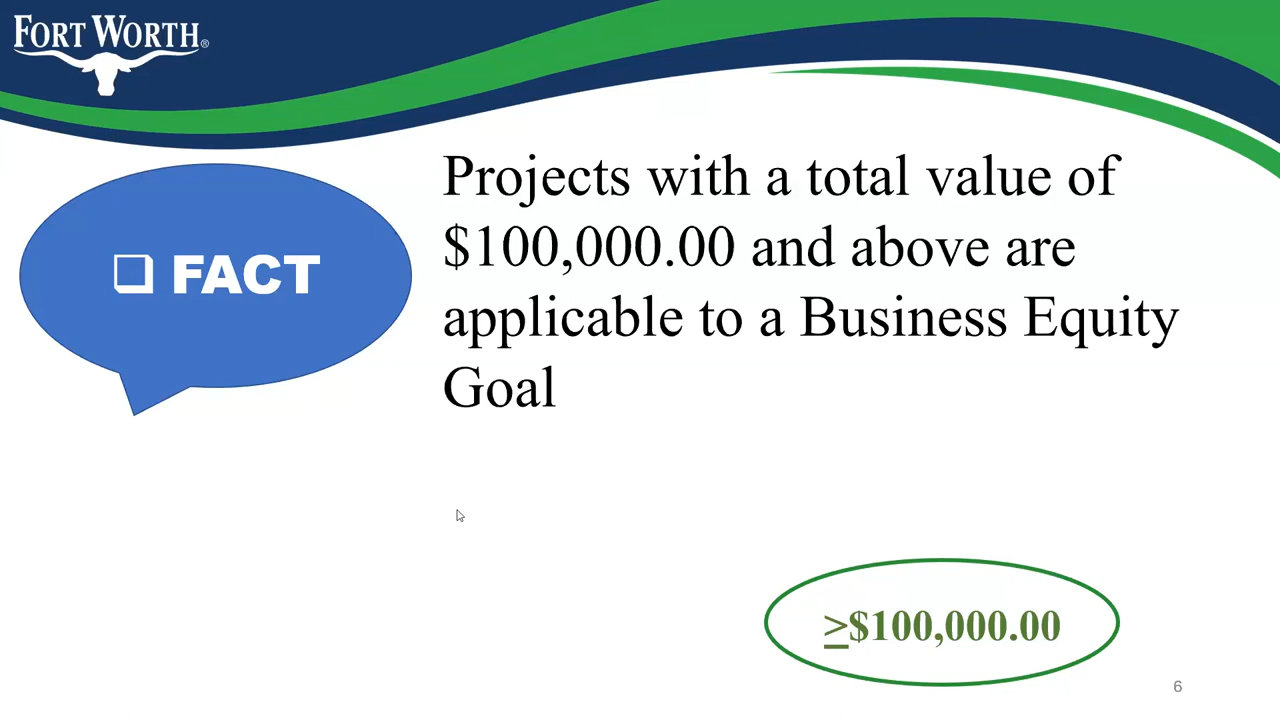 FORT WORTH®
❑ FACT
Projects with a total value of
$100,000.00 and above are
applicable to a Business Equity
Goal
≥$100,000.00
6